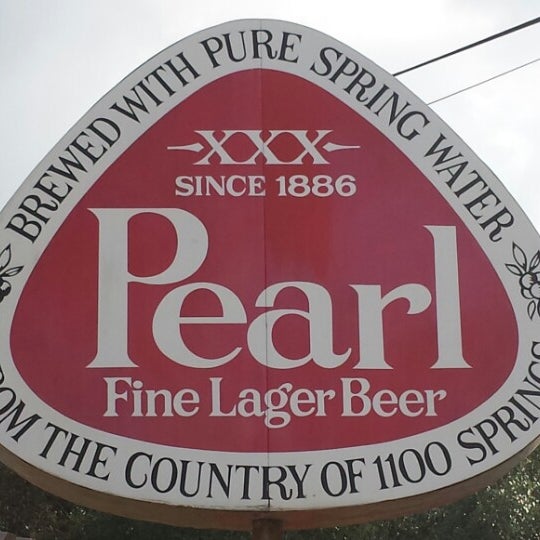 BREWED WITH PURE SPRING WATER
XXX
SINCE 1886
Pearl
Fine Lager Beer
THE COUNTRY OF 1100 SPRINGS